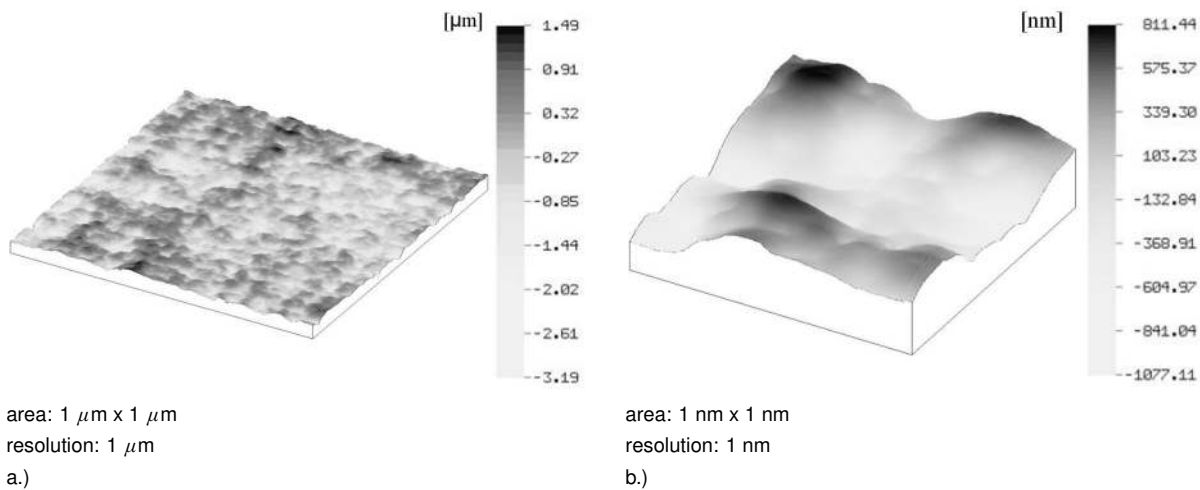 [µm]
1.49
0.91
0.32
-0.27
-0.85
-1.44
-2.02
-2.61
-3.19
area: 1 µm x 1 µm
resolution: 1 µm
a.)
[nm]
811.44
575.37
339.30
103.23
-132.84
-368.91
-604.97
-841.04
-1077.11
area: 1 nm x 1 nm
resolution: 1 nm
b.)